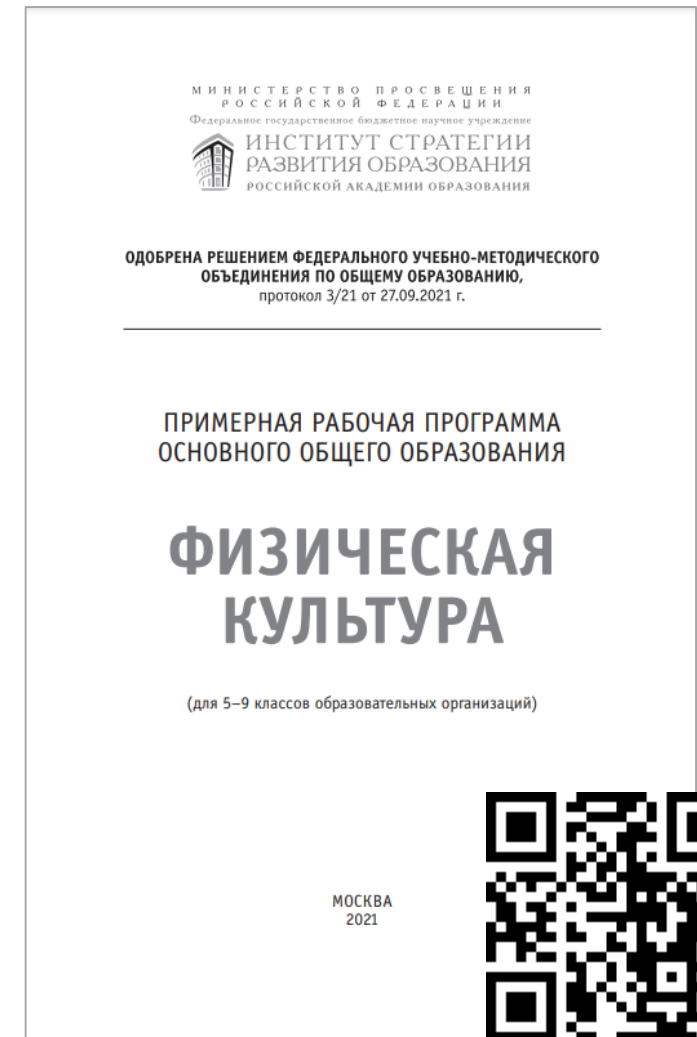 МИНИСТЕРСТВО ПРОСВЕЩЕНИЯ
РОССИЙСКОЙ ФЕДЕРАЦИИ
Федеральное государственное бюджетное научное учреждение
ИНСТИТУТ СТРАТЕГИИ
РАЗВИТИЯ ОБРАЗОВАНИЯ
РОССИЙСКОЙ АКАДЕМИИ ОБРАЗОВАНИЯ
ОДОБРЕНА РЕШЕНИЕМ ФЕДЕРАЛЬНОГО УЧЕБНО-МЕТОДИЧЕСКОГО
ОБЪЕДИНЕНИЯ ПО ОБЩЕМУ ОБРАЗОВАНИЮ,
протокол 3/21 от 27.09.2021 г.
ПРИМЕРНАЯ РАБОЧАЯ ПРОГРАММА
ОСНОВНОГО ОБЩЕГО ОБРАЗОВАНИЯ
ФИЗИЧЕСКАЯ
КУЛЬТУРА
(для 5–9 классов образовательных организаций)
МОСКВА
2021